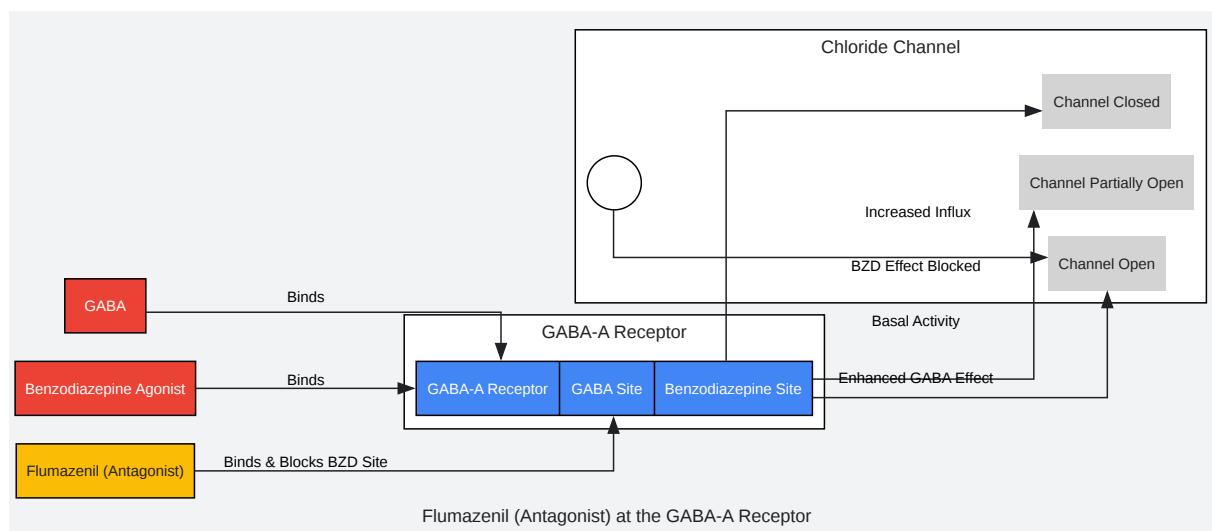 Chloride Channel
Channel Closed
Channel Partially Open
Increased Influx
BZD Effect Blocked
Channel Open
GABA
Binds
Basal Activity
GABA-A Receptor
Benzodiazepine Agonist
Binds
GABA-A Receptor
GABA Site
Benzodiazepine Site
Enhanced GABA Effect
Flumazenil (Antagonist)
Binds & Blocks BZD Site
Flumazenil (Antagonist) at the GABA-A Receptor